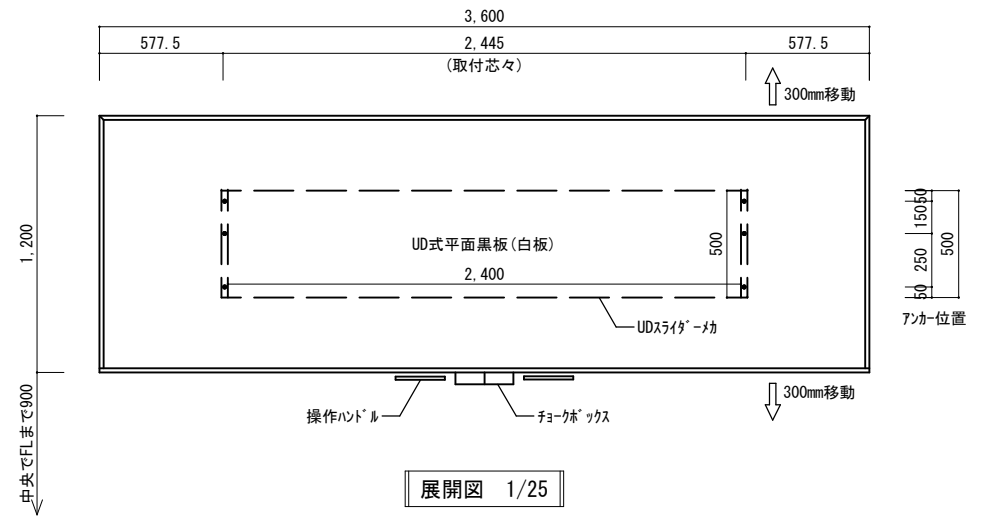 3,600
577.5
2,445
577.5
(取付芯々)
300mm移動
1,200
UD式平面黒板(白板)
500
2,400
50
150
250
50
500
UDスライダーメカ
アンカー位置
300mm移動
操作ハンドル
チョークボックス
中央でFLまで900
展開図 1/25